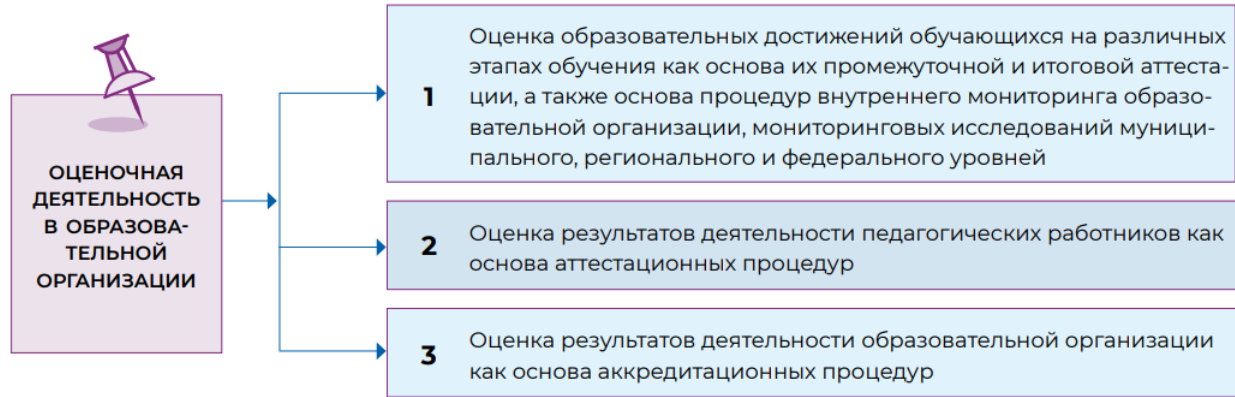 ОЦЕНОЧНАЯ
ДЕЯТЕЛЬНОСТЬ
В ОБРАЗОВА-
ТЕЛЬНОЙ
ОРГАНИЗАЦИИ
1
Оценка образовательных достижений обучающихся на различных
этапах обучения как основа их промежуточной и итоговой аттеста-
ции, а также основа процедур внутреннего мониторинга образо-
вательной организации, мониторинговых исследований муници-
пального, регионального и федерального уровней
2
Оценка результатов деятельности педагогических работников как
основа аттестационных процедур
3
Оценка результатов деятельности образовательной организации
как основа аккредитационных процедур